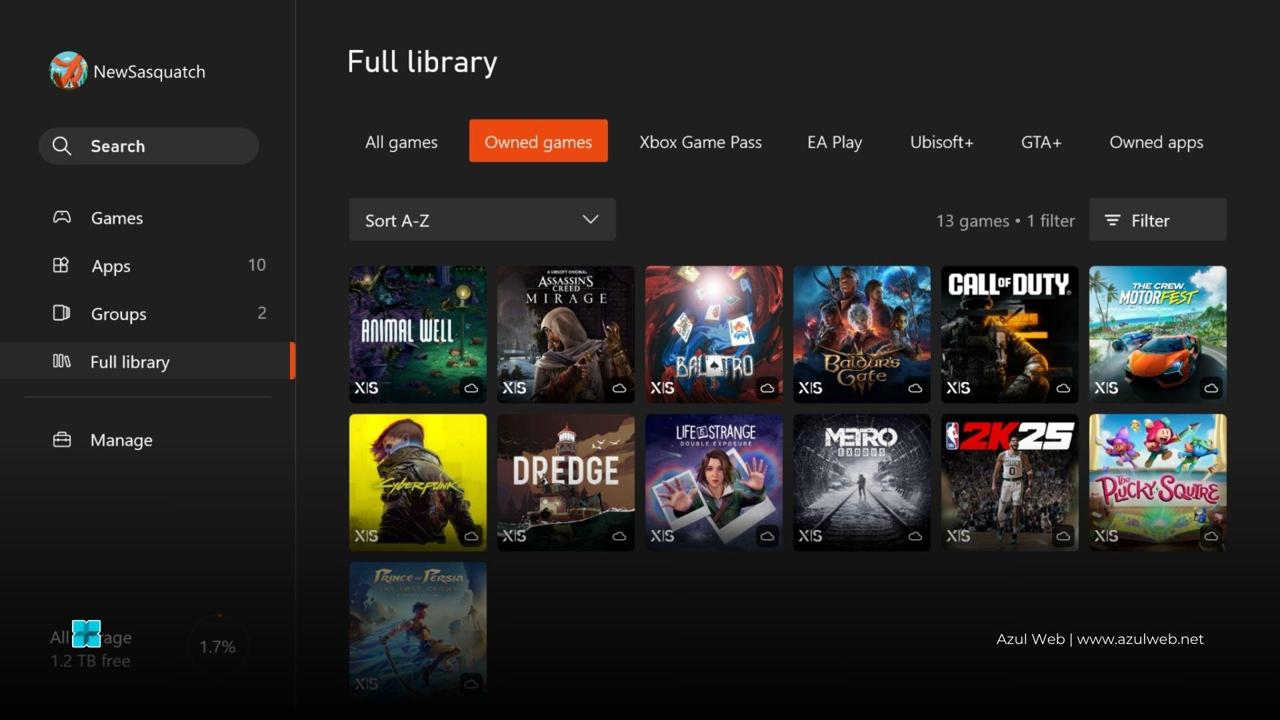 NewSasquatch
Search
Games
Apps 10
Groups 2
Full library
Manage
1.2 TB free
1.7%
Full library
All games Owned games Xbox Game Pass EA Play Ubisoft+ GTA+ Owned apps
Sort A-Z
13 games • 1 filter Filter
ANIMAL WELL
X|S
A UBISOFT ORIGINAL
ASSASSIN'S
CREED
MIRAGE
X|S
BALATRO
X|S
BALDUR'S
GATE
X|S
CALL OF DUTY
X|S
THE CREW
MOTORFEST
X|S
Cyberpunk
X|S
DREDGE
X|S
LIFE IS STRANGE
DOUBLE EXPOSURE
X|S
METRO
EXODUS
X|S
NBA 2K25
X|S
the
PLUCKY SQUIRE
X|S
PRINCE OF PERSIA
THE LOST CROWN
X|S
Azul Web | www.azulweb.net